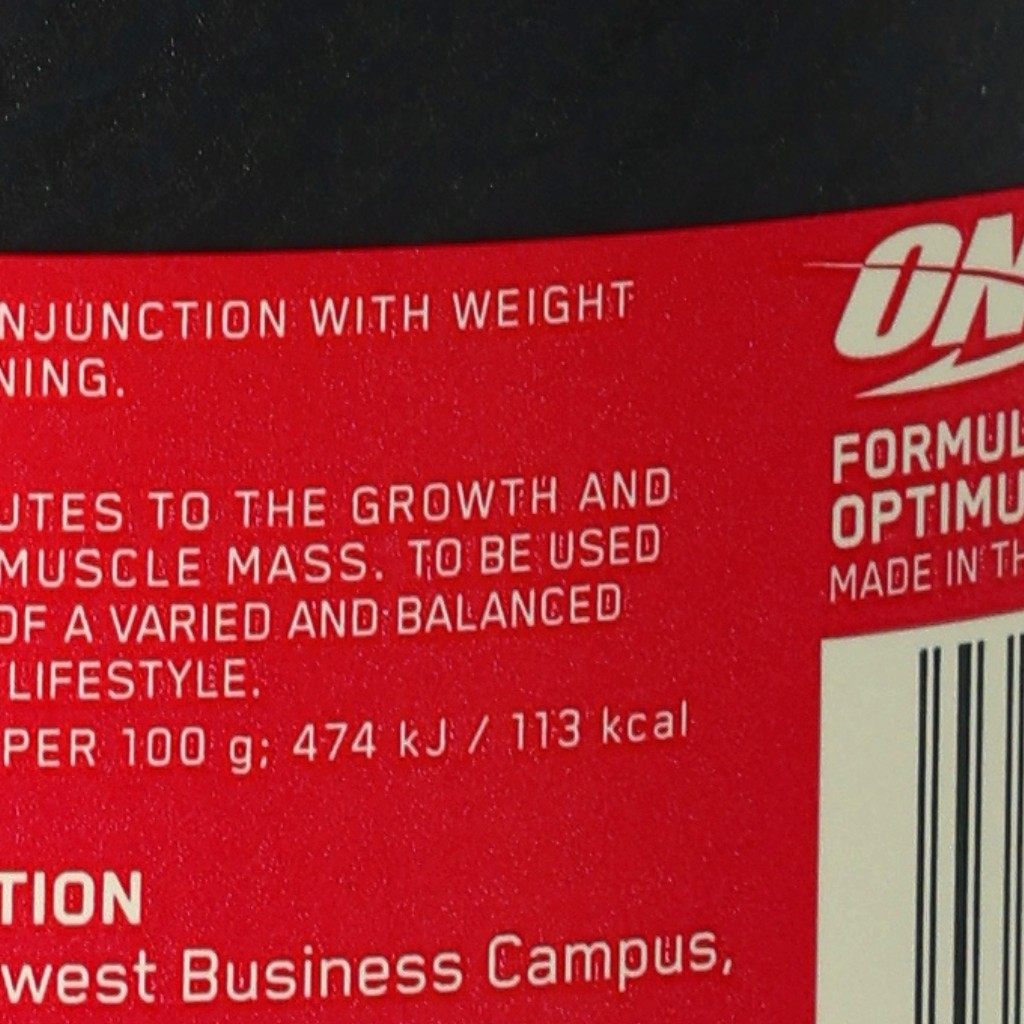 NJUNCTION WITH WEIGHT
NING.
UTES TO THE GROWTH AND
MUSCLE MASS. TO BE USED
OF A VARIED AND BALANCED
LIFESTYLE.
PER 100 g; 474 kJ / 113 kcal
TION
west Business Campus,
ON
FORMUL
OPTIMU
MADE IN TH